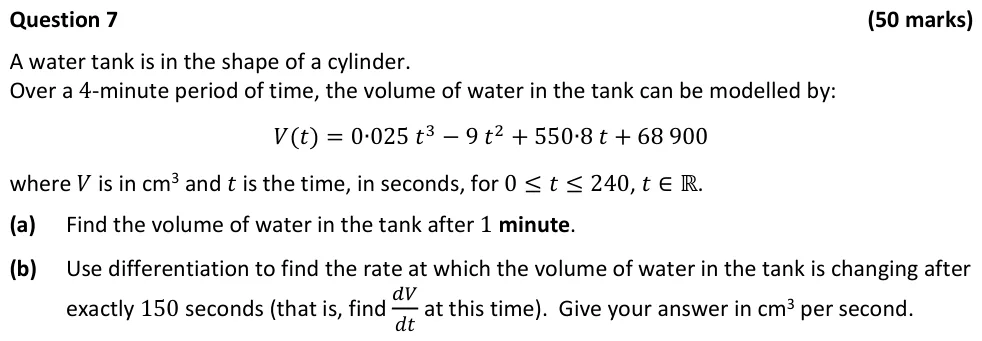 Question 7 (50 marks)
A water tank is in the shape of a cylinder.
Over a 4-minute period of time, the volume of water in the tank can be modelled by:
V(t) = 0·025 t³ − 9 t² + 550·8 t + 68 900
where V is in cm³ and t is the time, in seconds, for 0 ≤ t ≤ 240, t ∈ ℝ.
(a) Find the volume of water in the tank after 1 minute.
(b) Use differentiation to find the rate at which the volume of water in the tank is changing after
exactly 150 seconds (that is, find dV/dt at this time). Give your answer in cm³ per second.